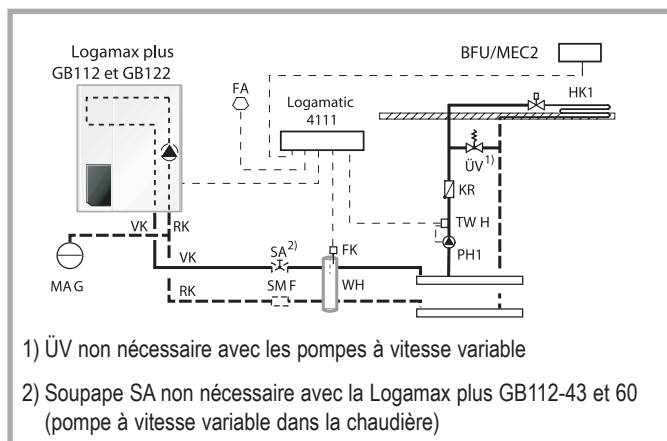 Logamax plus
GB112 et GB122
BFU/MEC2
FA
Logamatic
4111
HK1
ÜV 1)
KR
TW H
PH1
VK RK
VK
SA 2)
FK
MA G
RK
SM F
WH
1) ÜV non nécessaire avec les pompes à vitesse variable
2) Soupape SA non nécessaire avec la Logamax plus GB112-43 et 60
(pompe à vitesse variable dans la chaudière)